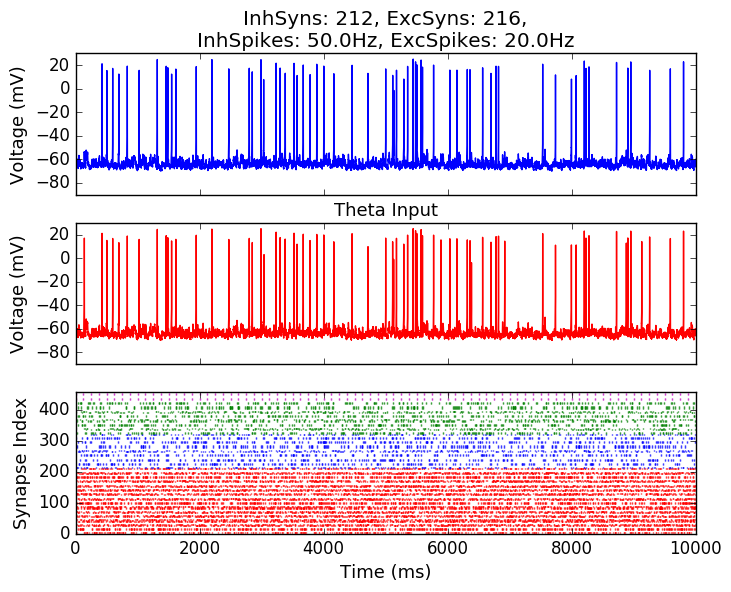 InhSyns: 212, ExcSyns: 216,
InhSpikes: 50.0Hz, ExcSpikes: 20.0Hz
Voltage (mV)
20
0
−20
−40
−60
−80
Theta Input
Voltage (mV)
20
0
−20
−40
−60
−80
Synapse Index
400
300
200
100
0
0 2000 4000 6000 8000 10000
Time (ms)